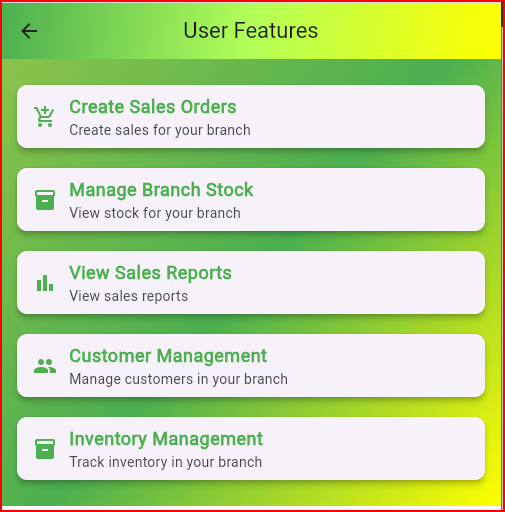 User Features
Create Sales Orders
Create sales for your branch
Manage Branch Stock
View stock for your branch
View Sales Reports
View sales reports
Customer Management
Manage customers in your branch
Inventory Management
Track inventory in your branch